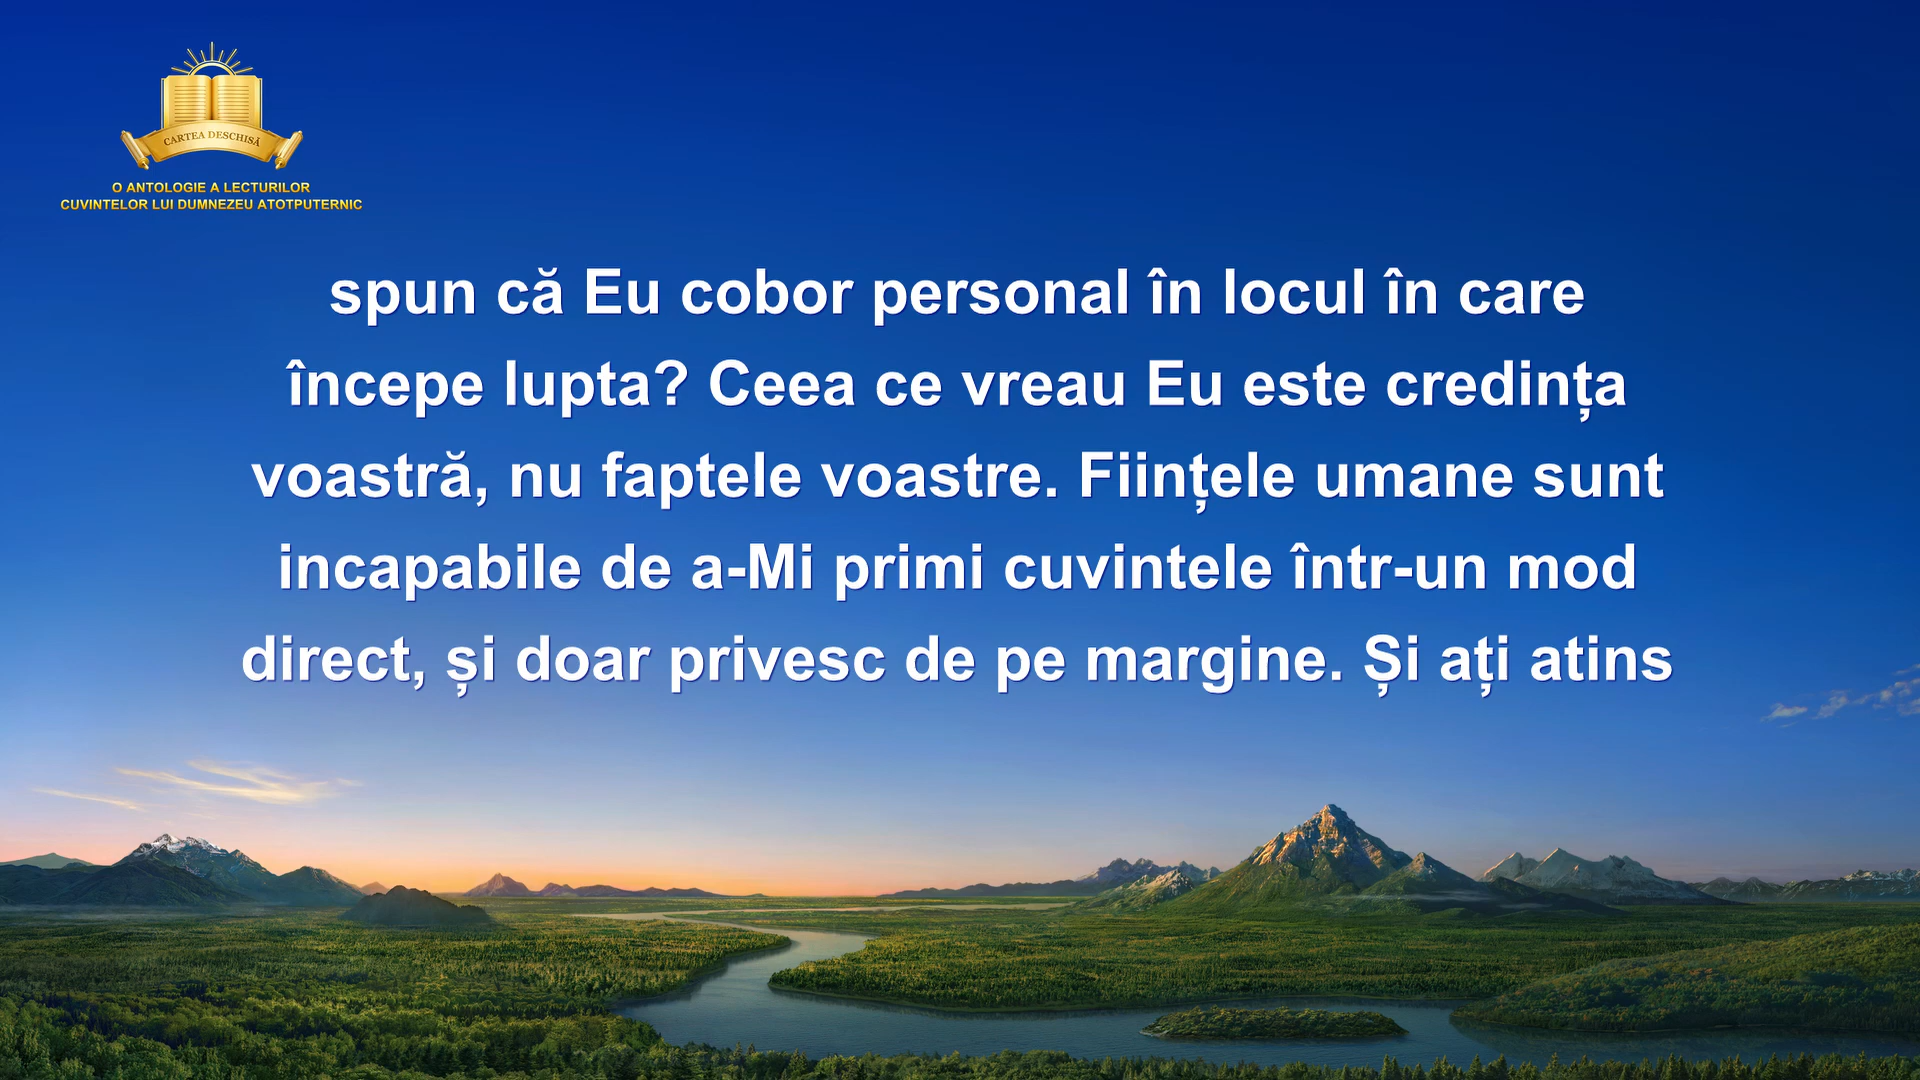 CARTEA DESCHISĂ
O ANTOLOGIE A LECTURILOR
CUVINTELOR LUI DUMNEZEU ATOTPUTERNIC
spun că Eu cobor personal în locul în care
începe lupta? Ceea ce vreau Eu este credința
voastră, nu faptele voastre. Ființele umane sunt
incapabile de a-Mi primi cuvintele într-un mod
direct, și doar privesc de pe margine. Și ați atins